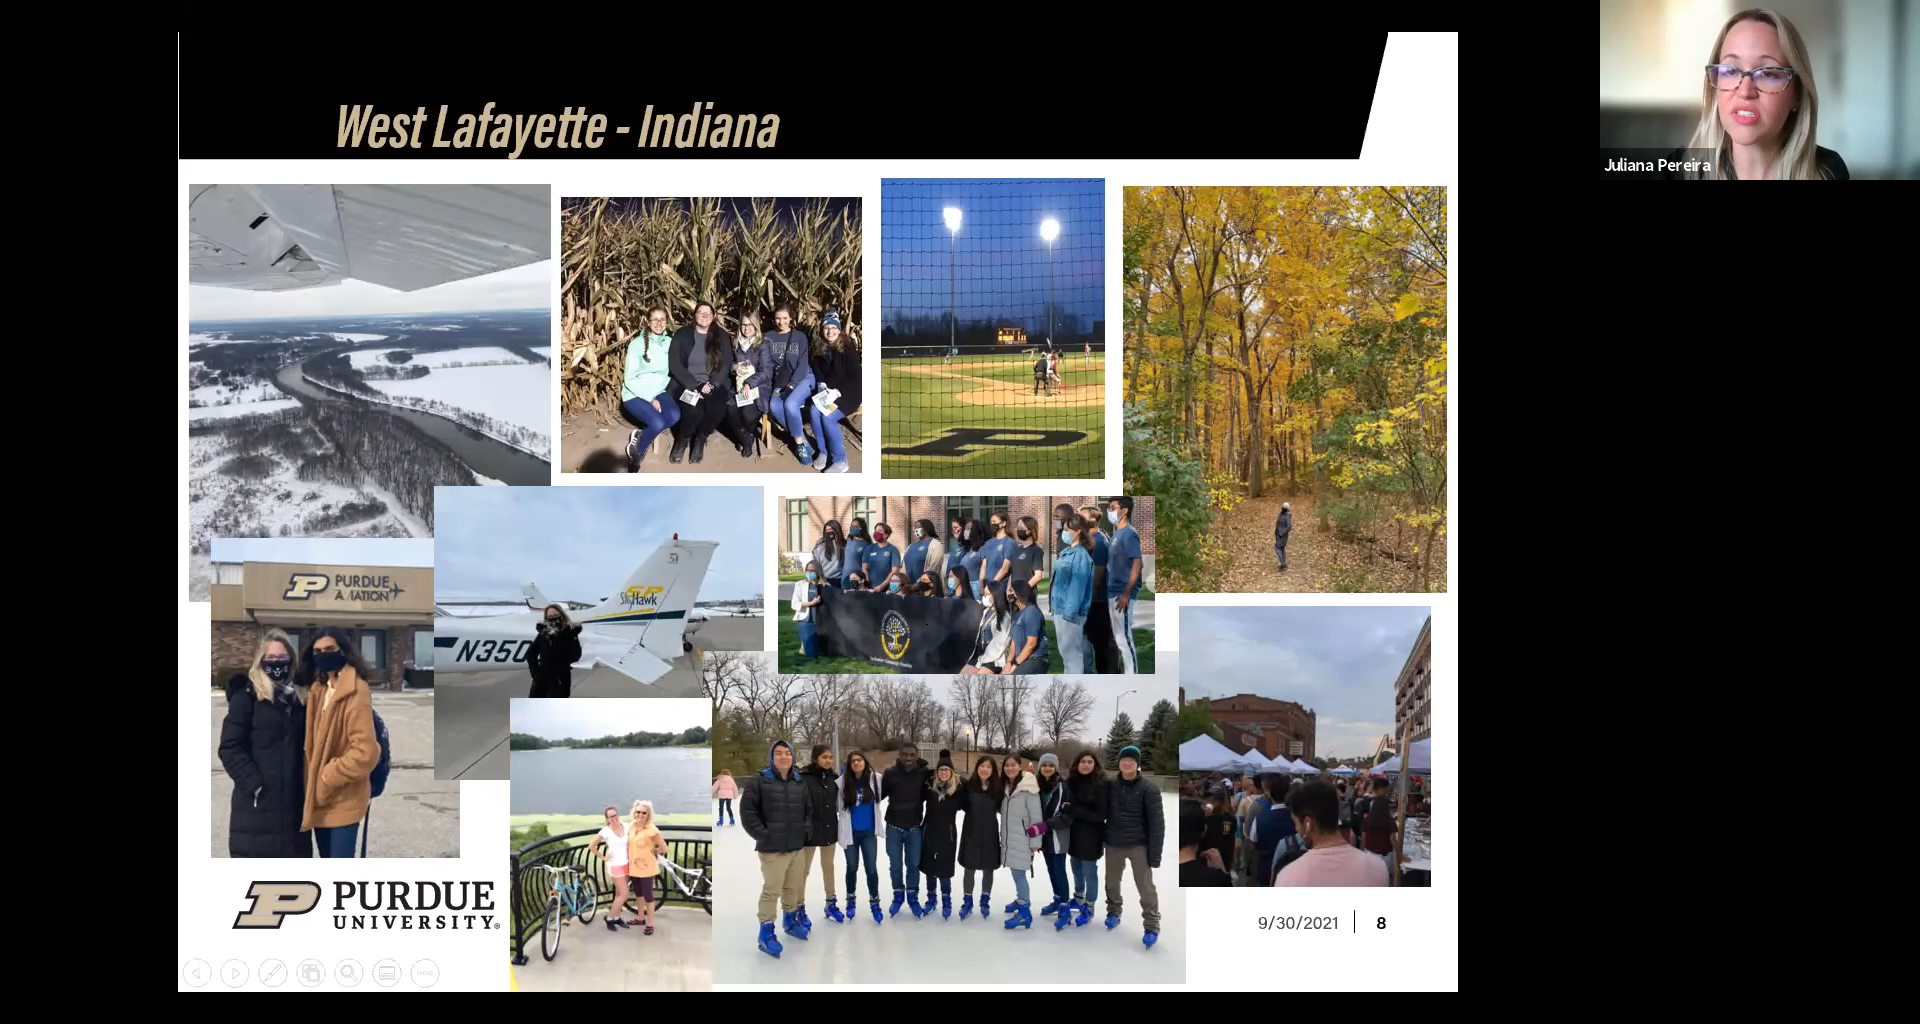 West Lafayette - Indiana
Juliana Pereira
PURDUE
AVIATION
SkyHawk
N350
PURDUE
UNIVERSITY
9/30/2021
8